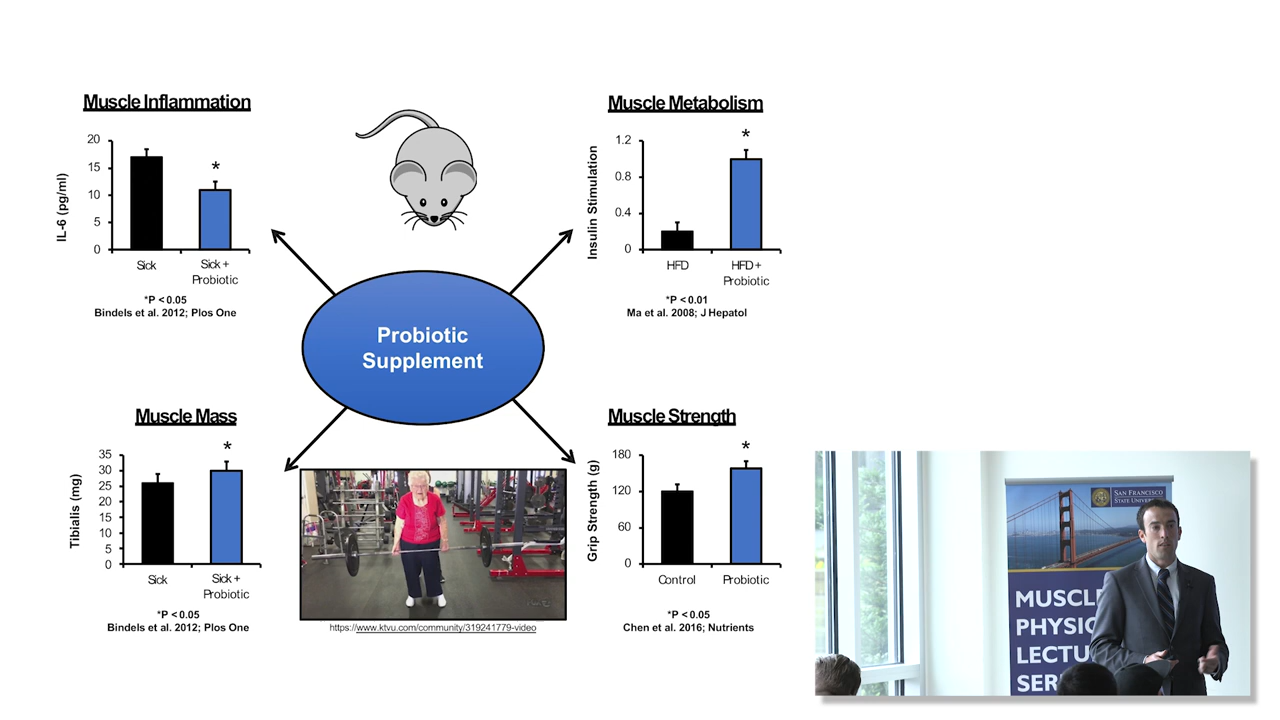 Muscle Inflammation
20
15
10
5
0
IL-6 (pg/ml)
*
Sick
Sick +
Probiotic
*P < 0.05
Bindels et al. 2012; Plos One
Muscle Metabolism
1.2
0.8
0.4
0
Insulin Stimulation
*
HFD
HFD +
Probiotic
*P < 0.01
Ma et al. 2008; J Hepatol
Probiotic
Supplement
Muscle Mass
35
30
25
20
15
10
5
0
Tibialis (mg)
*
Sick
Sick +
Probiotic
*P < 0.05
Bindels et al. 2012; Plos One
https://www.ktvu.com/community/319241779-video
Muscle Strength
180
120
60
0
Grip Strength (g)
*
Control
Probiotic
*P < 0.05
Chen et al. 2016; Nutrients
SAN FRANCISCO
STATE
MUSCLE
PHYSIO
LECTU
SER